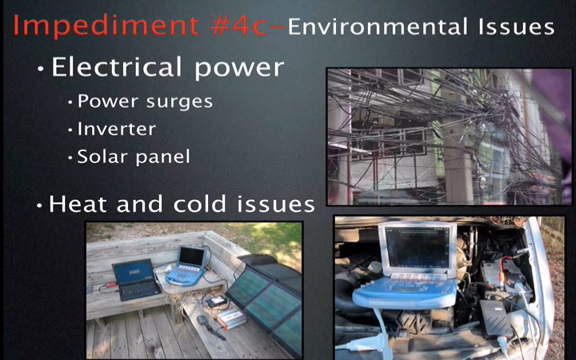 Impediment #4c-Environmental Issues
• Electrical power
• Power surges
• Inverter
• Solar panel
• Heat and cold issues